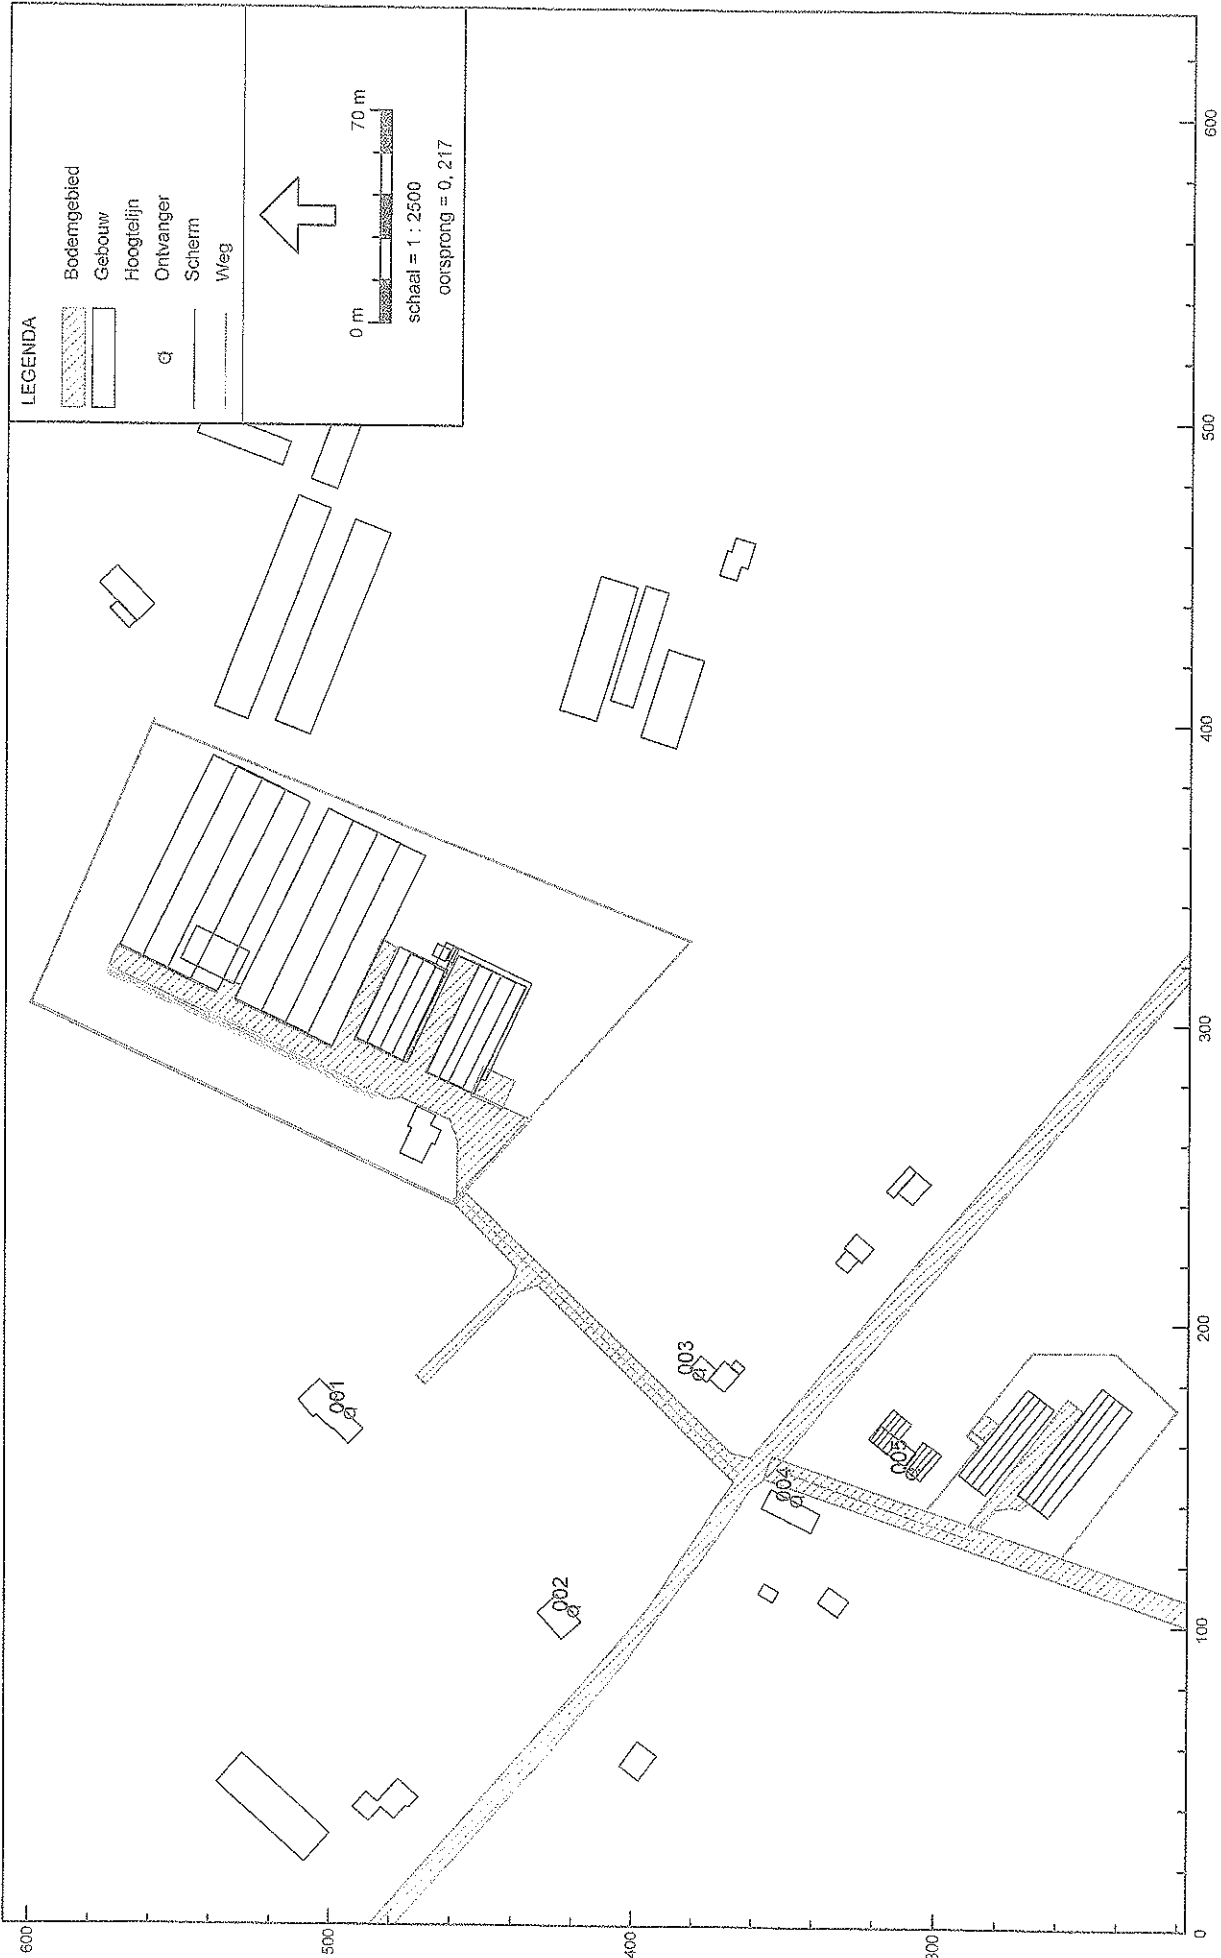 LEGENDA
Bodemgebied
Gebouw
Hoogtelijn
Ontvanger
Scherm
Weg
0 m 70 m
schaal = 1 : 2500
oorsprong = 0, 217
001
002
003
004
005
600
500
400
300
0
100
200
300
400
500
600